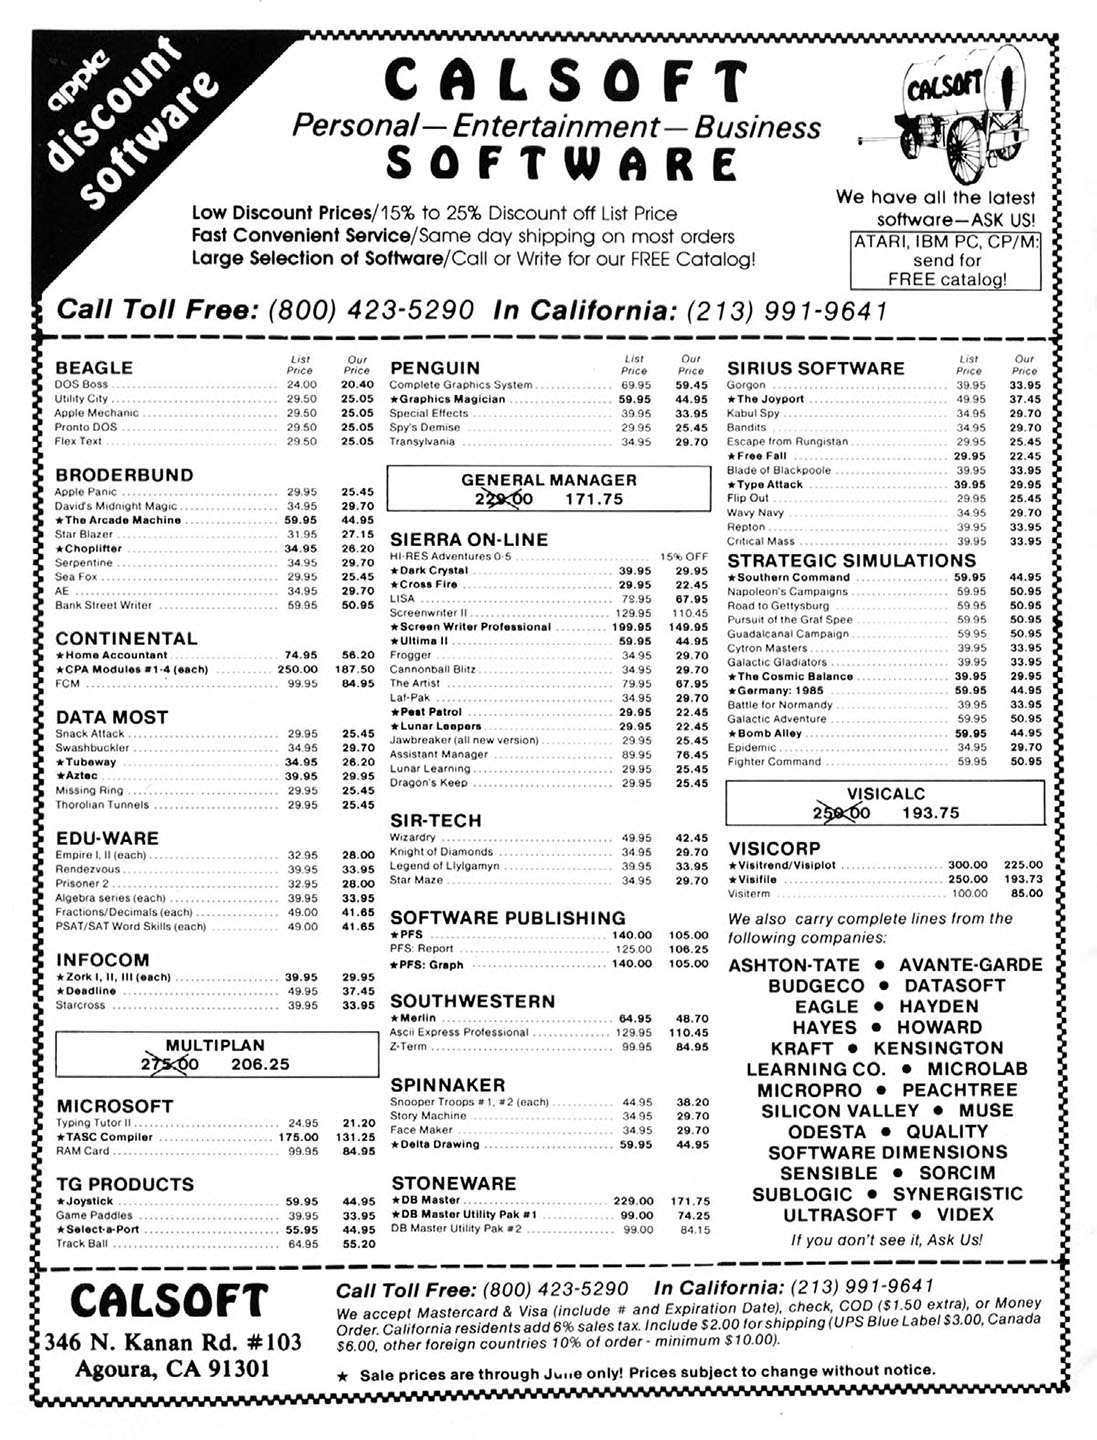 apple
discount
software
CALSOFT
Personal—Entertainment—Business
SOFTWARE
CALSOFT
We have all the latest
software—ASK US!
ATARI, IBM PC, CP/M:
send for
FREE catalog!
Low Discount Prices/15% to 25% Discount off List Price
Fast Convenient Service/Same day shipping on most orders
Large Selection of Software/Call or Write for our FREE Catalog!
Call Toll Free: (800) 423-5290 In California: (213) 991-9641
BEAGLE List Price Our Price
DOS Boss 24.00 20.40
Utility City 29.50 25.05
Apple Mechanic 29.50 25.05
Pronto DOS 29.50 25.05
Flex Text 29.50 25.05
BRODERBUND
Apple Panic 29.95 25.45
David's Midnight Magic 34.95 29.70
★The Arcade Machine 59.95 44.95
Star Blazer 31.95 27.15
★Choplifter 34.95 26.20
Serpentine 34.95 29.70
Sea Fox 29.95 25.45
AE 34.95 29.70
Bank Street Writer 59.95 50.95
CONTINENTAL
★Home Accountant 74.95 56.20
★CPA Modules #1-4 (each) 250.00 187.50
FCM 99.95 84.95
DATA MOST
Snack Attack 29.95 25.45
Swashbuckler 34.95 29.70
★Tubeway 34.95 26.20
★Aztec 39.95 29.95
Missing Ring 29.95 25.45
Thorolian Tunnels 29.95 25.45
EDU-WARE
Empire I, II (each) 32.95 28.00
Rendezvous 39.95 33.95
Prisoner 2 32.95 28.00
Algebra series (each) 39.95 33.95
Fractions/Decimals (each) 49.00 41.65
PSAT/SAT Word Skills (each) 49.00 41.65
INFOCOM
★Zork I, II, III (each) 39.95 29.95
★Deadline 49.95 37.45
Starcross 39.95 33.95
MULTIPLAN
275.00 206.25
MICROSOFT
Typing Tutor II 24.95 21.20
★TASC Compiler 175.00 131.25
RAM Card 99.95 84.95
TG PRODUCTS
★Joystick 59.95 44.95
Game Paddles 39.95 33.95
★Select-a-Port 55.95 44.95
Track Ball 64.95 55.20
PENGUIN List Price Our Price
Complete Graphics System 69.95 59.45
★Graphics Magician 59.95 44.95
Special Effects 39.95 33.95
Spy's Demise 29.95 25.45
Transylvania 34.95 29.70
GENERAL MANAGER
229.00 171.75
SIERRA ON-LINE
HI-RES Adventures 0-5 15% OFF
★Dark Crystal 39.95 29.95
★Cross Fire 29.95 22.45
LISA 79.95 67.95
Screenwriter II 129.95 110.45
★Screen Writer Professional 199.95 149.95
★Ultima II 59.95 44.95
Frogger 34.95 29.70
Cannonball Blitz 34.95 29.70
The Artist 79.95 67.95
Laf-Pak 34.95 29.70
★Pest Patrol 29.95 22.45
★Lunar Leepers 29.95 22.45
Jawbreaker (all new version) 29.95 25.45
Assistant Manager 89.95 76.45
Lunar Learning 29.95 25.45
Dragon's Keep 29.95 25.45
SIR-TECH
Wizardry 49.95 42.45
Knight of Diamonds 34.95 29.70
Legend of Llylgamyn 39.95 33.95
Star Maze 34.95 29.70
SOFTWARE PUBLISHING
★PFS 140.00 105.00
PFS: Report 125.00 106.25
★PFS: Graph 140.00 105.00
SOUTHWESTERN
★Merlin 64.95 48.70
Ascii Express Professional 129.95 110.45
Z-Term 99.95 84.95
SPINNAKER
Snooper Troops #1, #2 (each) 44.95 38.20
Story Machine 34.95 29.70
Face Maker 34.95 29.70
★Delta Drawing 59.95 44.95
STONEWARE
★DB Master 229.00 171.75
★DB Master Utility Pak #1 99.00 74.25
DB Master Utility Pak #2 99.00 84.15
SIRIUS SOFTWARE List Price Our Price
Gorgon 39.95 33.95
★The Joyport 49.95 37.45
Kabul Spy 34.95 29.70
Bandits 34.95 29.70
Escape from Rungistan 29.95 25.45
★Free Fall 29.95 22.45
Blade of Blackpoole 39.95 33.95
★Type Attack 39.95 29.95
Flip Out 29.95 25.45
Wavy Navy 34.95 29.70
Repton 39.95 33.95
Critical Mass 39.95 33.95
STRATEGIC SIMULATIONS
★Southern Command 59.95 44.95
Napoleon's Campaigns 59.95 50.95
Road to Gettysburg 59.95 50.95
Pursuit of the Graf Spee 59.95 50.95
Guadalcanal Campaign 59.95 50.95
Cytron Masters 39.95 33.95
Galactic Gladiators 39.95 33.95
★The Cosmic Balance 39.95 29.95
★Germany: 1985 59.95 44.95
Battle for Normandy 39.95 33.95
Galactic Adventure 59.95 50.95
★Bomb Alley 59.95 44.95
Epidemic 34.95 29.70
Fighter Command 59.95 50.95
VISICALC
250.00 193.75
VISICORP
★Visitrend/Visiplot 300.00 225.00
★Visifile 250.00 193.73
Visiterm 100.00 85.00
We also carry complete lines from the
following companies:
ASHTON-TATE ● AVANTE-GARDE
BUDGECO ● DATASOFT
EAGLE ● HAYDEN
HAYES ● HOWARD
KRAFT ● KENSINGTON
LEARNING CO. ● MICROLAB
MICROPRO ● PEACHTREE
SILICON VALLEY ● MUSE
ODESTA ● QUALITY
SOFTWARE DIMENSIONS
SENSIBLE ● SORCIM
SUBLOGIC ● SYNERGISTIC
ULTRASOFT ● VIDEX
If you don't see it, Ask Us!
CALSOFT
346 N. Kanan Rd. #103
Agoura, CA 91301
Call Toll Free: (800) 423-5290 In California: (213) 991-9641
We accept Mastercard & Visa (include # and Expiration Date), check, COD ($1.50 extra), or Money
Order. California residents add 6% sales tax. Include $2.00 for shipping (UPS Blue Label $3.00, Canada
$6.00, other foreign countries 10% of order - minimum $10.00).
★ Sale prices are through June only! Prices subject to change without notice.